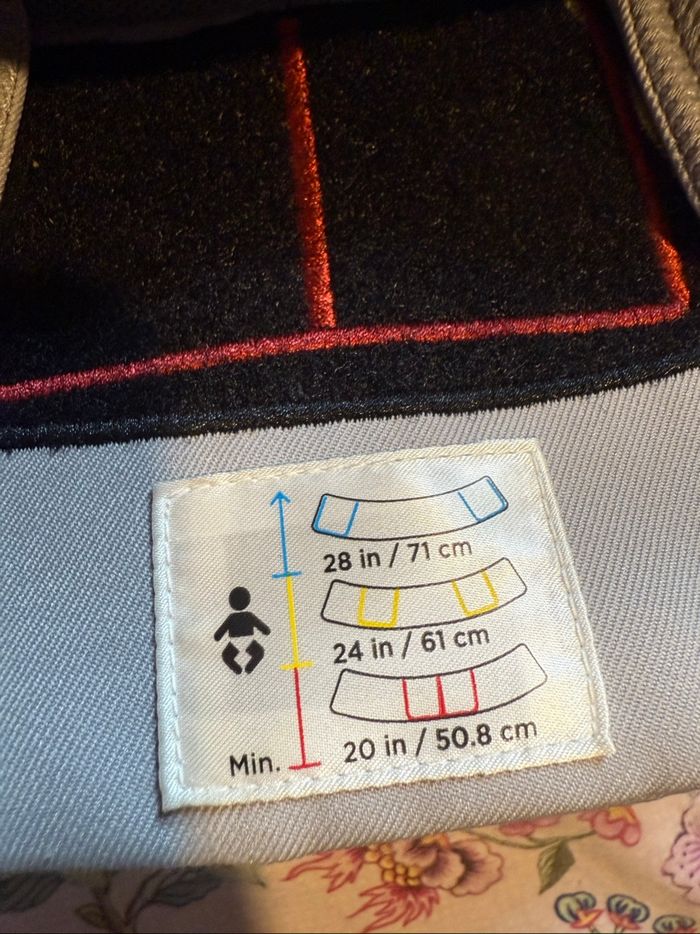 28 in / 71 cm
24 in / 61 cm
20 in / 50.8 cm
Min.